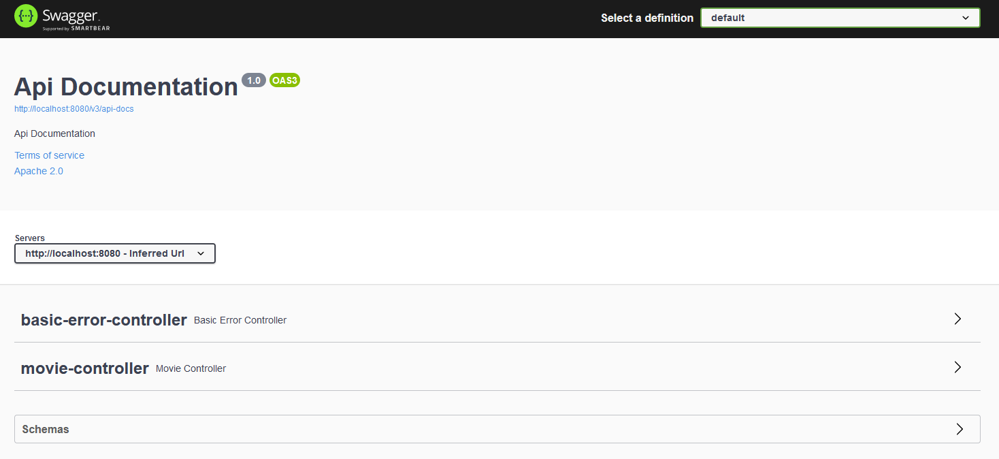 Swagger
Supported by SMARTBEAR
Select a definition
default
Api Documentation 1.0 OAS3
http://localhost:8080/v3/api-docs
Api Documentation
Terms of service
Apache 2.0
Servers
http://localhost:8080 - Inferred Url
basic-error-controller Basic Error Controller
movie-controller Movie Controller
Schemas